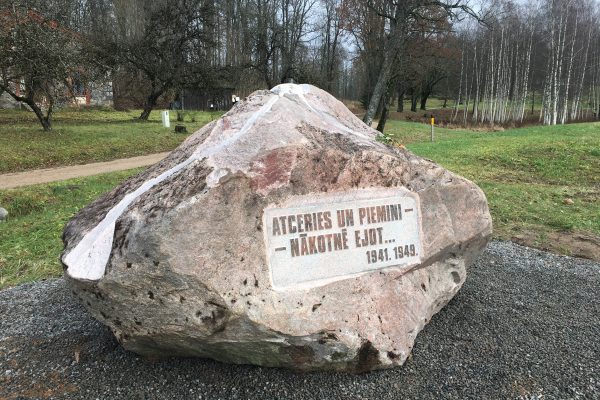 ATCERIES UN PIEMINI –
– NĀKOTNĒ EJOT...
1941. 1949.